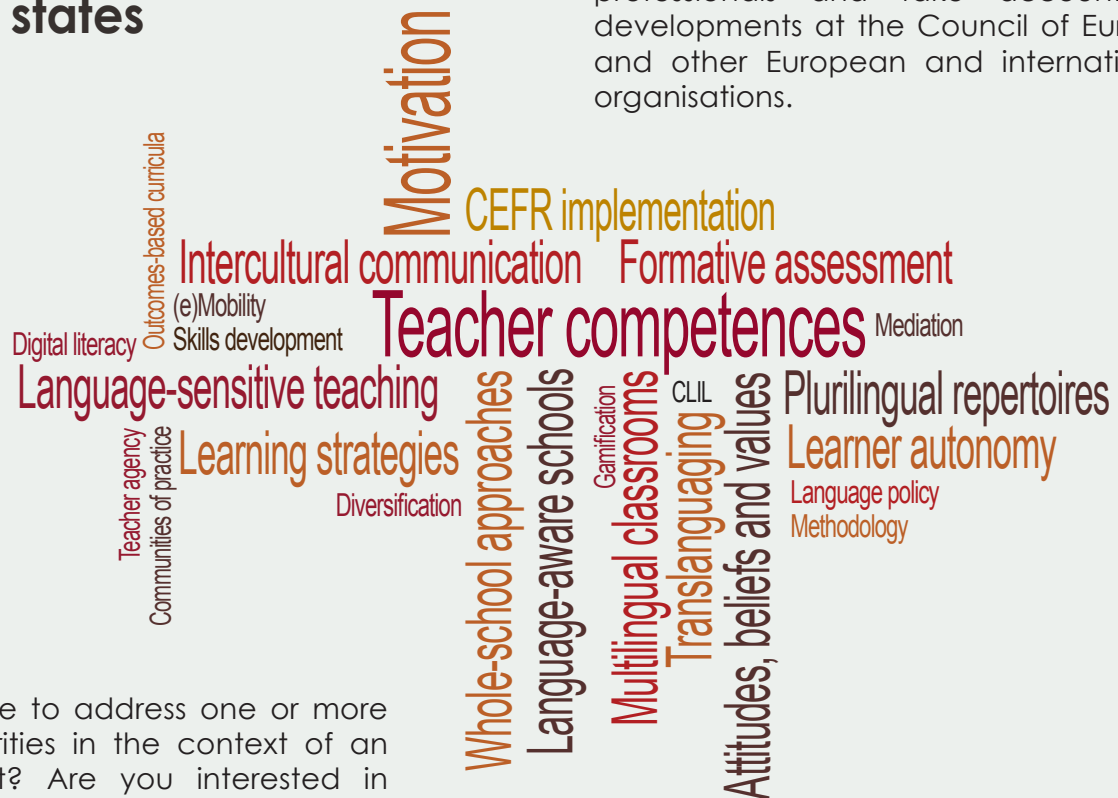 states
professionals and take accoun
developments at the Council of Eur
and other European and internati
organisations.
Motivation
Outcomes-based curricula
CEFR implementation
Intercultural communication
Formative assessment
(e)Mobility
Skills development
Digital literacy
Teacher competences
Mediation
Language-sensitive teaching
Whole-school approaches
Language-aware schools
Gamification
Multilingual classrooms
CLIL
Translanguaging
Attitudes, beliefs and values
Plurilingual repertoires
Learner autonomy
Language policy
Methodology
Teacher agency
Communities of practice
Learning strategies
Diversification
e to address one or more
rities in the context of an
t? Are you interested in